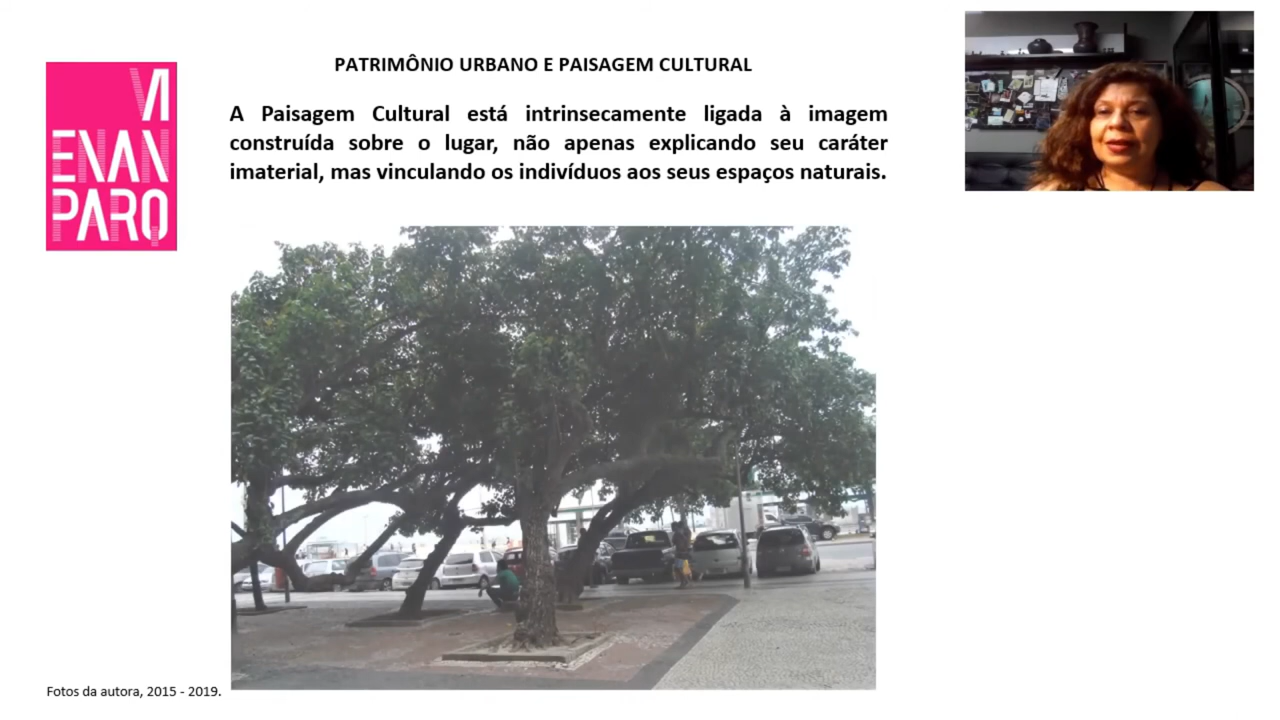 PATRIMÔNIO URBANO E PAISAGEM CULTURAL
VI
ENAN
PARQ
A Paisagem Cultural está intrinsecamente ligada à imagem
construída sobre o lugar, não apenas explicando seu caráter
imaterial, mas vinculando os indivíduos aos seus espaços naturais.
Fotos da autora, 2015 - 2019.